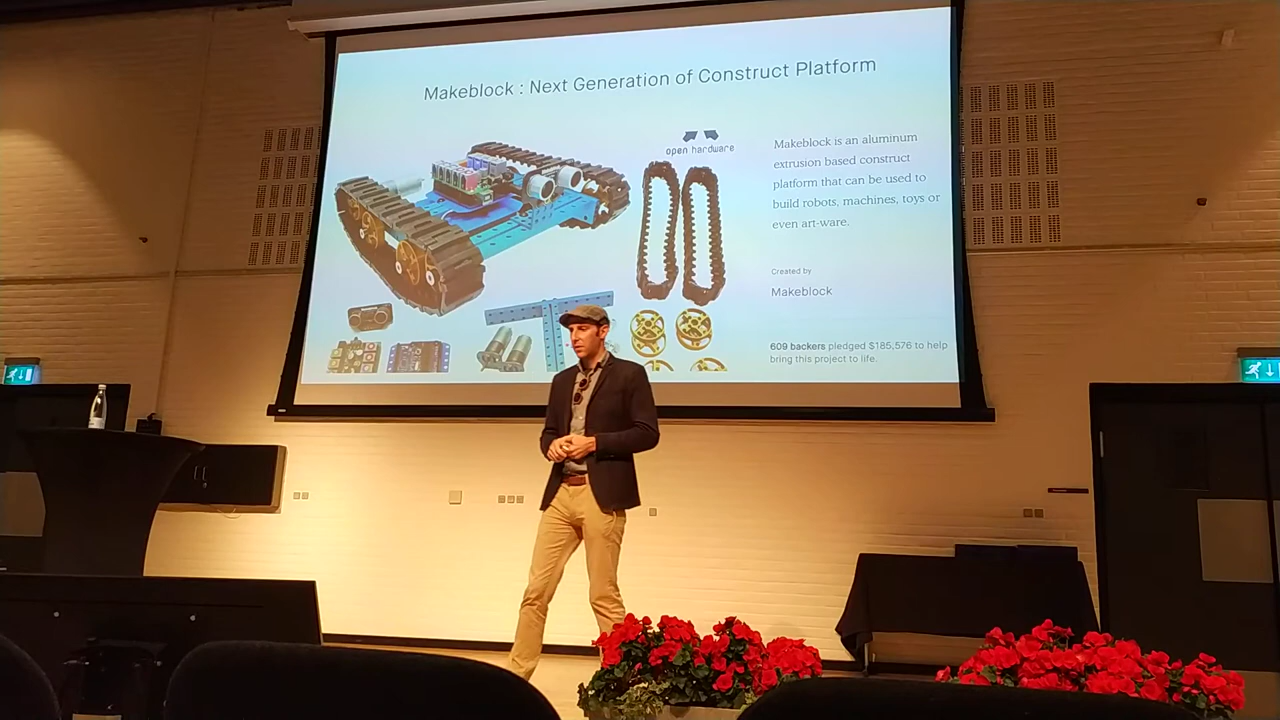 Makeblock : Next Generation of Construct Platform
open hardware
Makeblock is an aluminum
extrusion based construct
platform that can be used to
build robots, machines, toys or
even art-ware.
Created by
Makeblock
609 backers pledged $185,576 to help
bring this project to life.